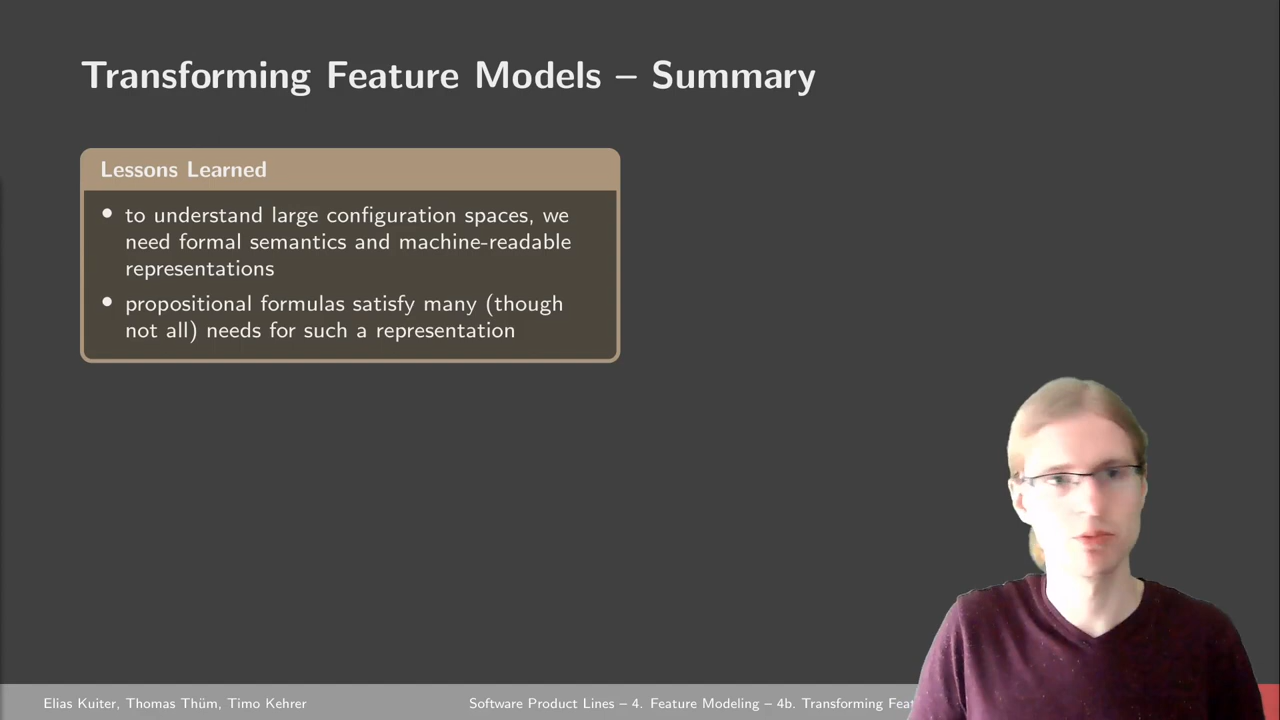 Transforming Feature Models – Summary
Lessons Learned
• to understand large configuration spaces, we
need formal semantics and machine-readable
representations
• propositional formulas satisfy many (though
not all) needs for such a representation
Elias Kuiter, Thomas Thüm, Timo Kehrer
Software Product Lines – 4. Feature Modeling – 4b. Transforming